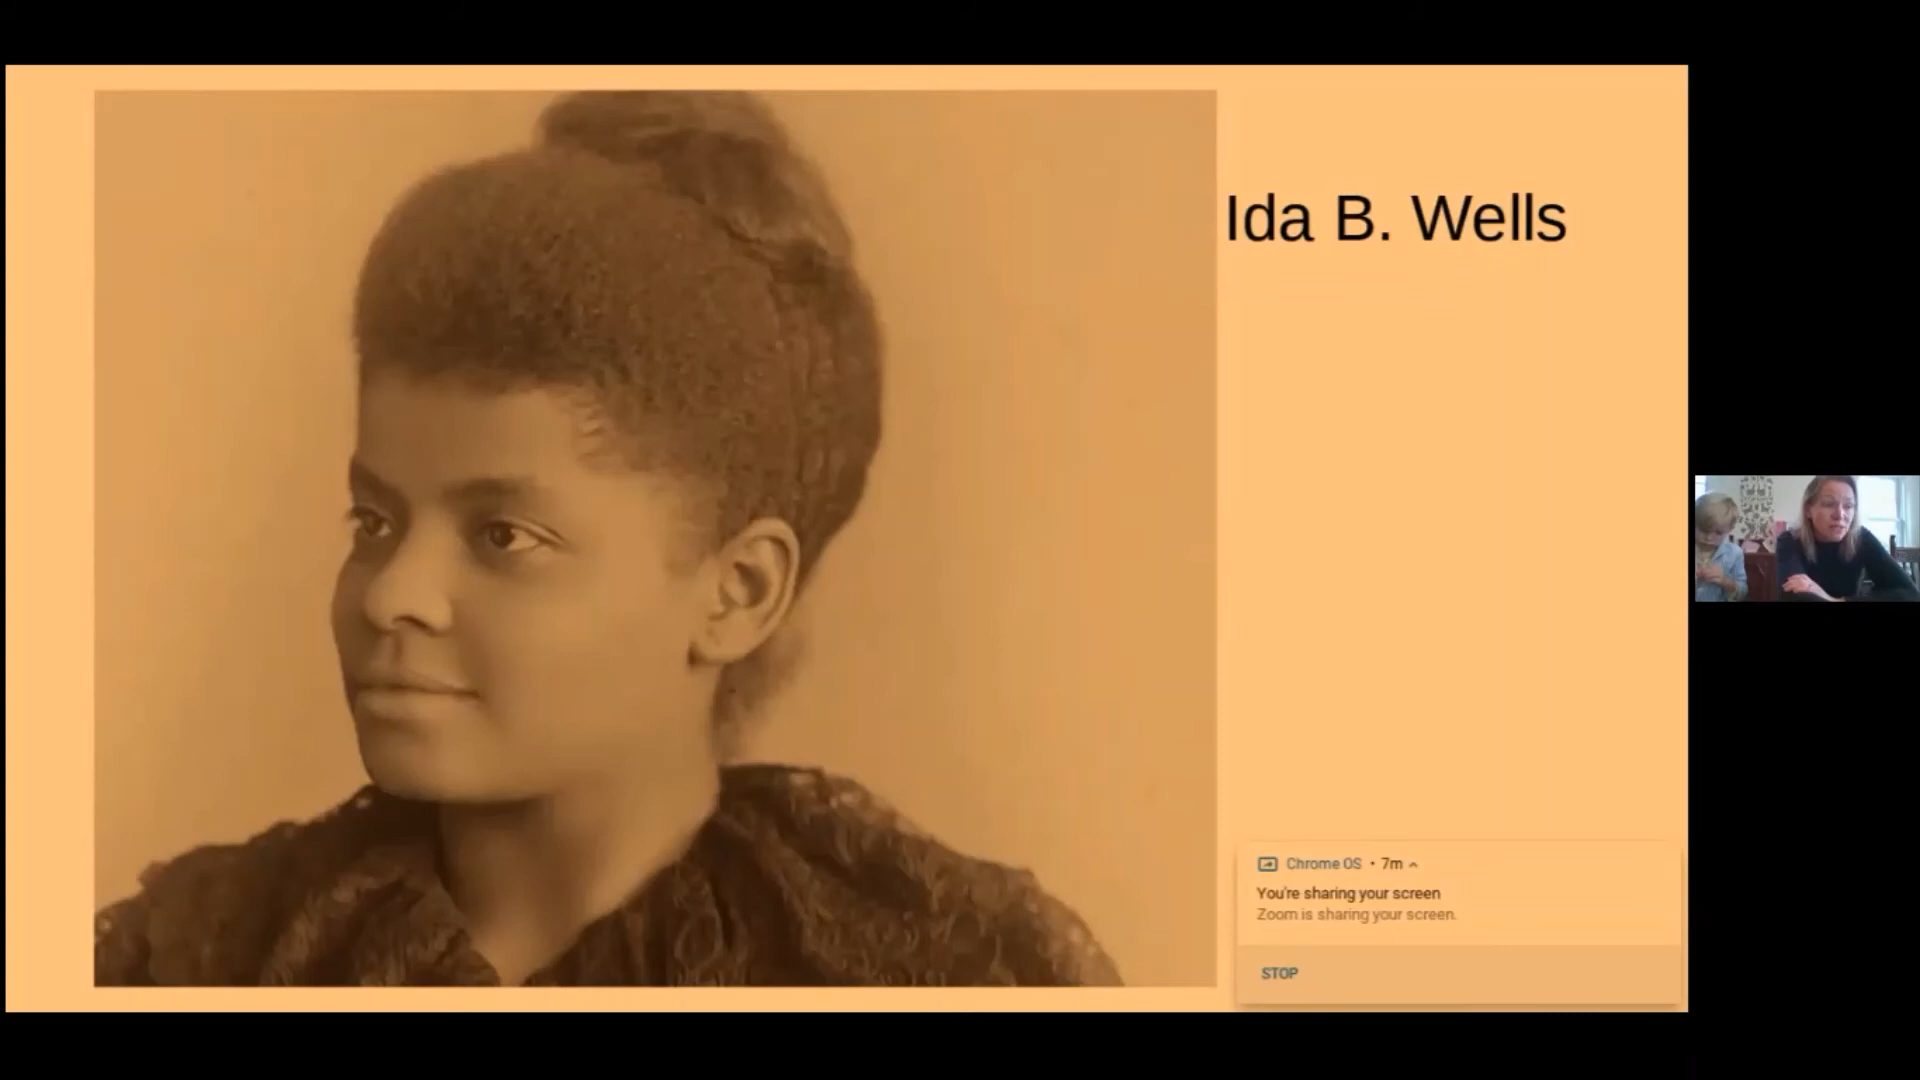 Ida B. Wells
Chrome OS • 7m
You're sharing your screen
Zoom is sharing your screen.
STOP